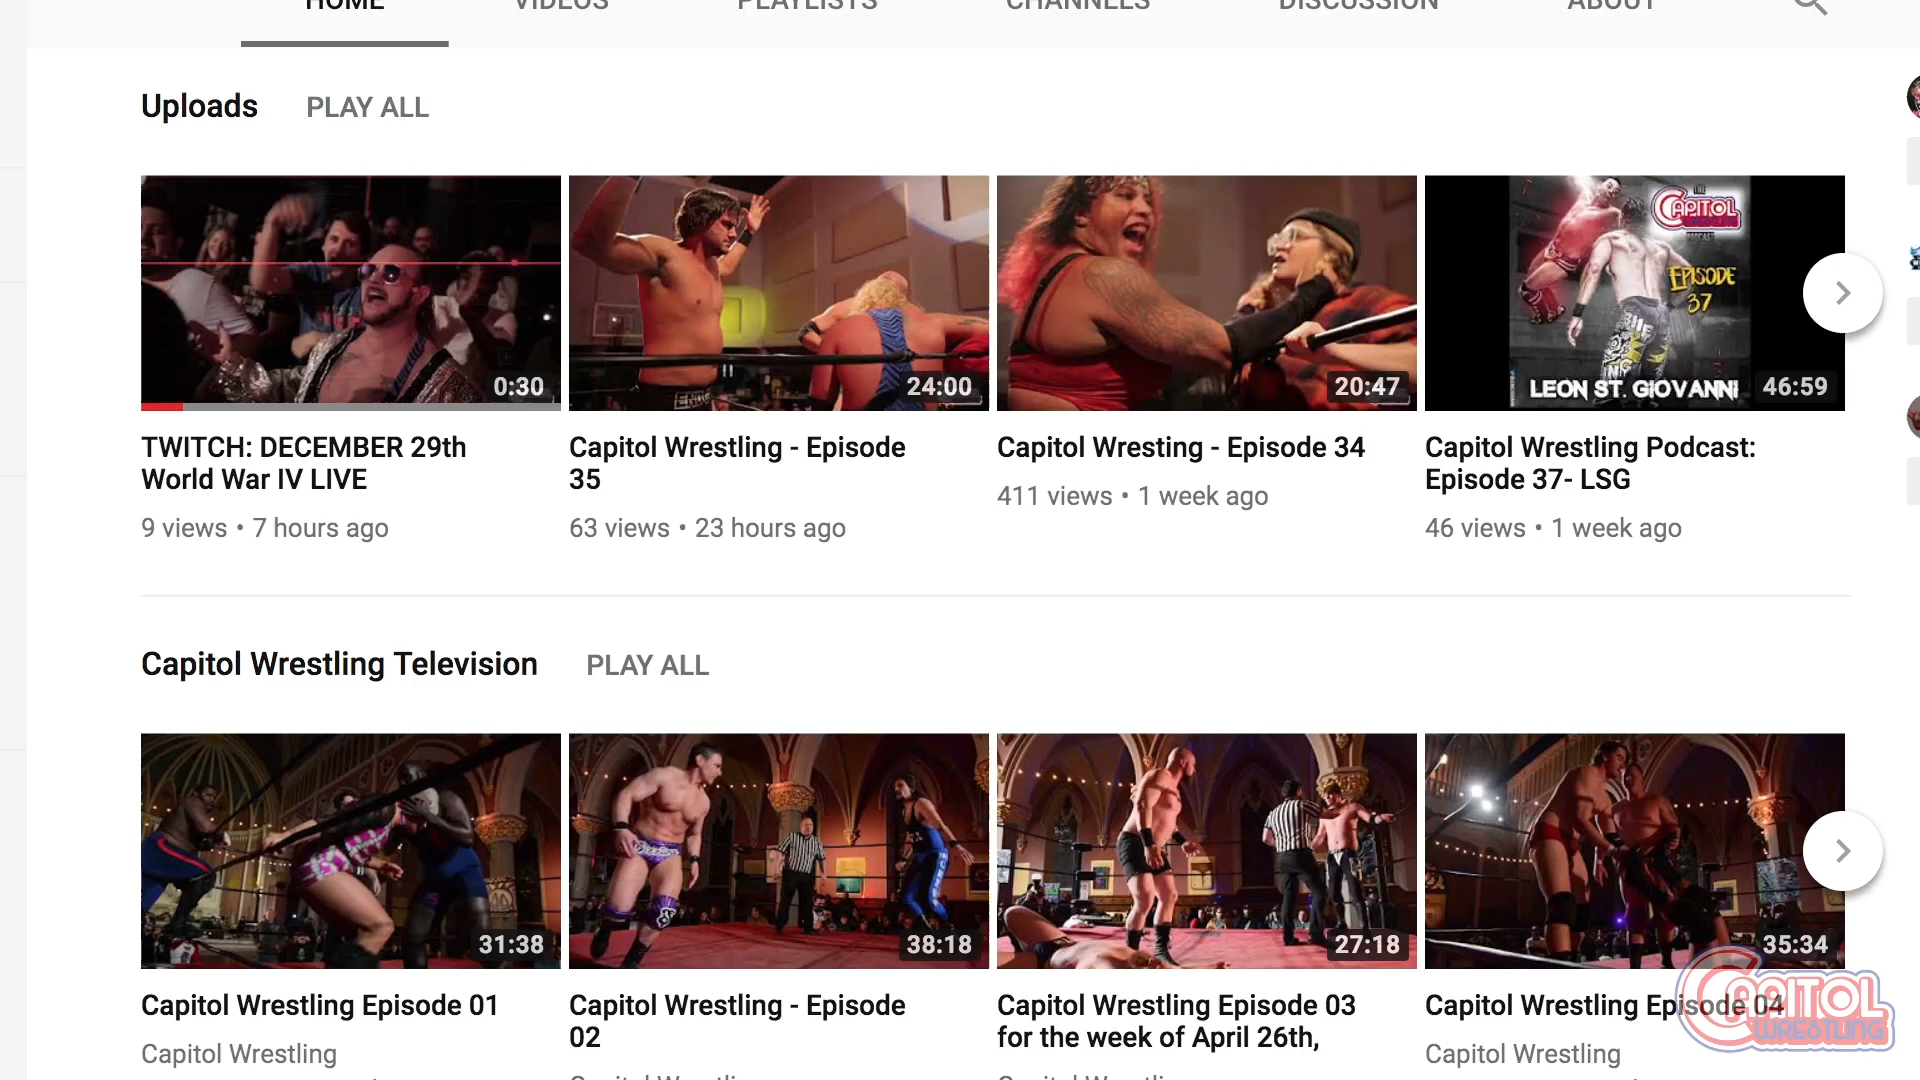 HOME VIDEOS PLAYLISTS CHANNELS DISCUSSION ABOUT
Uploads PLAY ALL
CAPITOL
EPISODE
37
LEON ST. GIOVANNI
0:30
24:00
20:47
46:59
TWITCH: DECEMBER 29th
World War IV LIVE
9 views • 7 hours ago
Capitol Wrestling - Episode
35
63 views • 23 hours ago
Capitol Wresting - Episode 34
411 views • 1 week ago
Capitol Wrestling Podcast:
Episode 37- LSG
46 views • 1 week ago
Capitol Wrestling Television PLAY ALL
31:38
38:18
27:18
35:34
Capitol Wrestling Episode 01
Capitol Wrestling
Capitol Wrestling - Episode
02
Capitol Wrestling Episode 03
for the week of April 26th,
Capitol Wrestling Episode 04
Capitol Wrestling
CAPITOL
WRESTLING